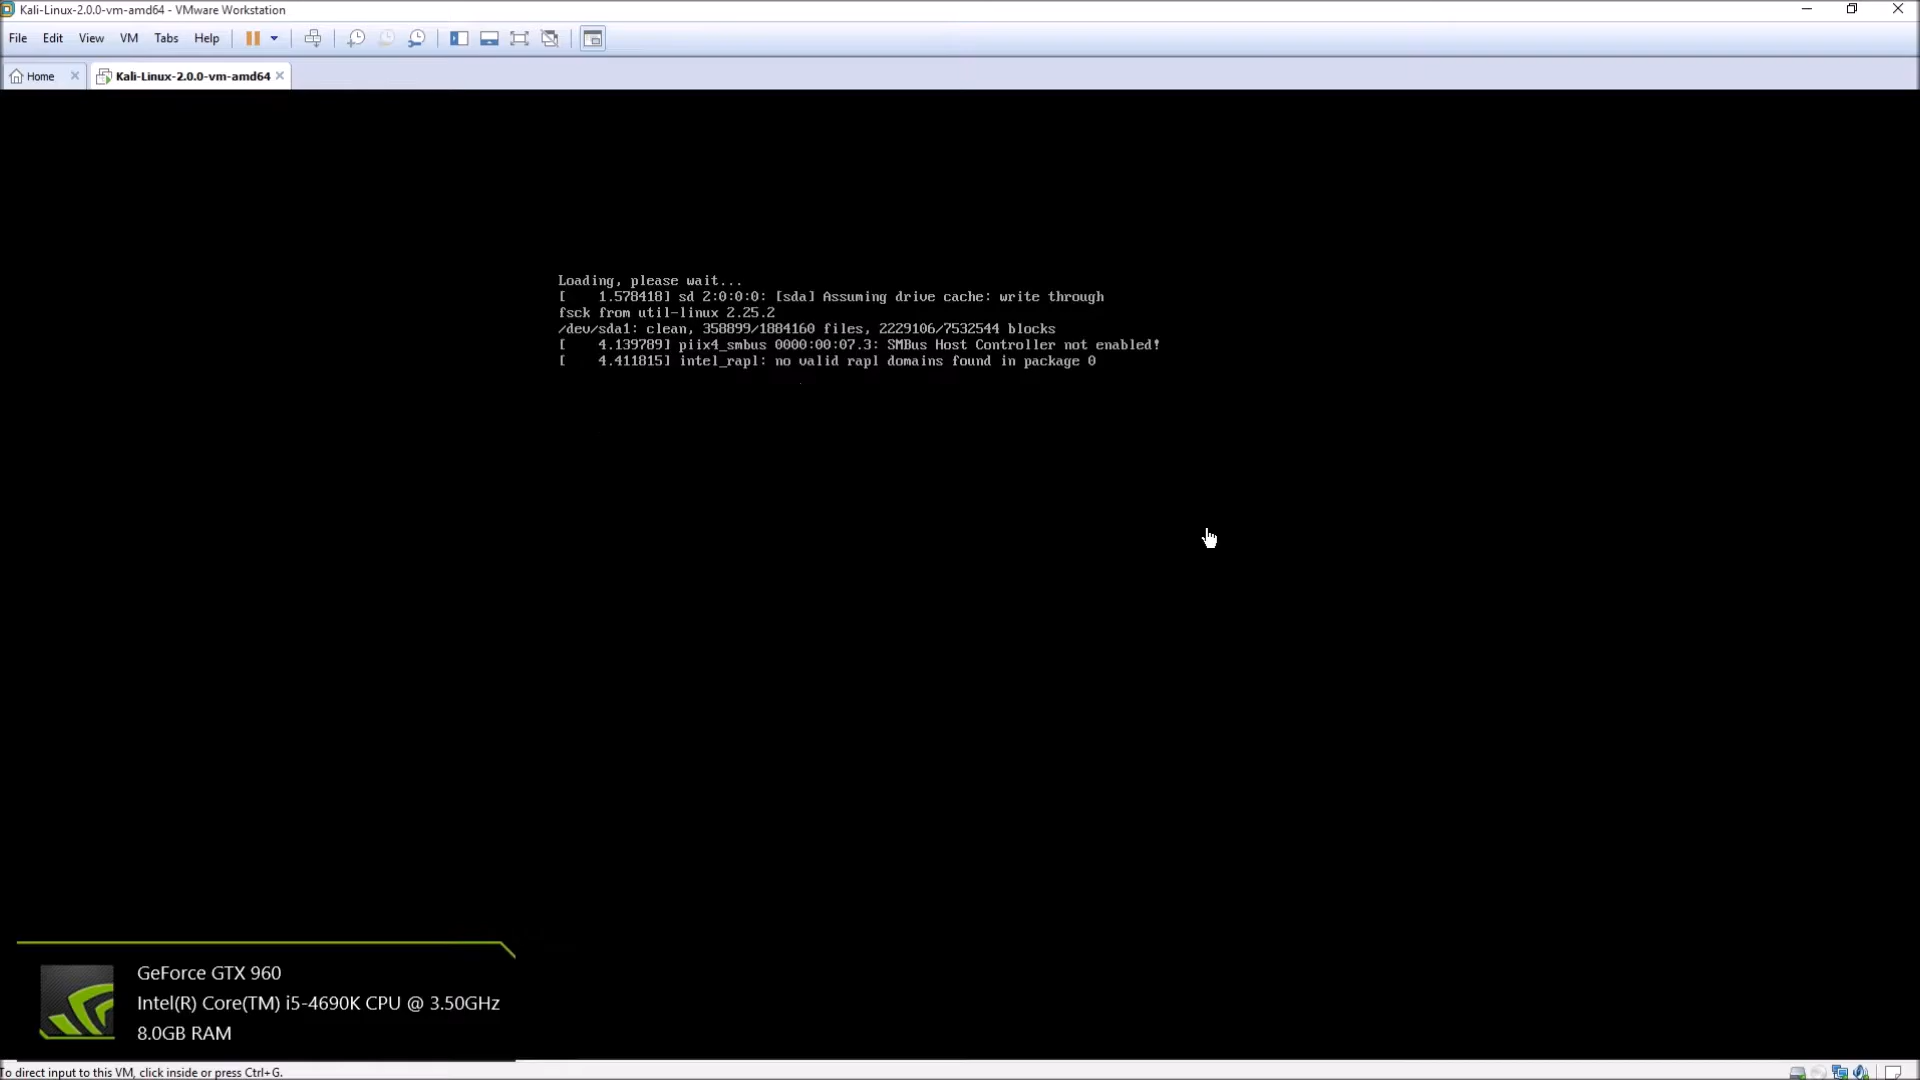 Kali-Linux-2.0.0-vm-amd64 - VMware Workstation
File Edit View VM Tabs Help
Home Kali-Linux-2.0.0-vm-amd64
Loading, please wait...
[    1.578418] sd 2:0:0:0: [sda] Assuming drive cache: write through
fsck from util-linux 2.25.2
/dev/sda1: clean, 358899/1884160 files, 2229106/7532544 blocks
[    4.139789] piix4_smbus 0000:00:07.3: SMBus Host Controller not enabled!
[    4.411815] intel_rapl: no valid rapl domains found in package 0
GeForce GTX 960
Intel(R) Core(TM) i5-4690K CPU @ 3.50GHz
8.0GB RAM
To direct input to this VM, click inside or press Ctrl+G.